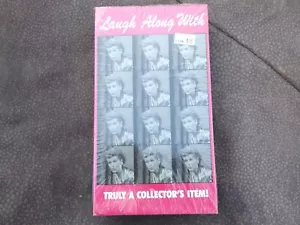 Laugh Along With
TRULY A COLLECTOR'S ITEM!